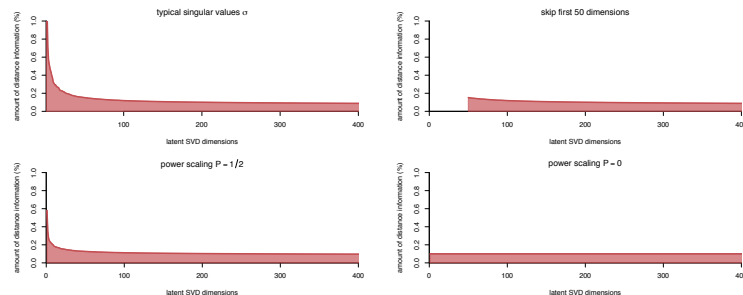 typical singular values σ
amount of distance information (%)
0.0 0.2 0.4 0.6 0.8 1.0
100 200 300 400
latent SVD dimensions
skip first 50 dimensions
amount of distance information (%)
0.0 0.2 0.4 0.6 0.8 1.0
0 100 200 300 400
latent SVD dimensions
power scaling P = 1/2
amount of distance information (%)
0.0 0.2 0.4 0.6 0.8 1.0
0 100 200 300 400
latent SVD dimensions
power scaling P = 0
amount of distance information (%)
0.0 0.2 0.4 0.6 0.8 1.0
0 100 200 300 400
latent SVD dimensions